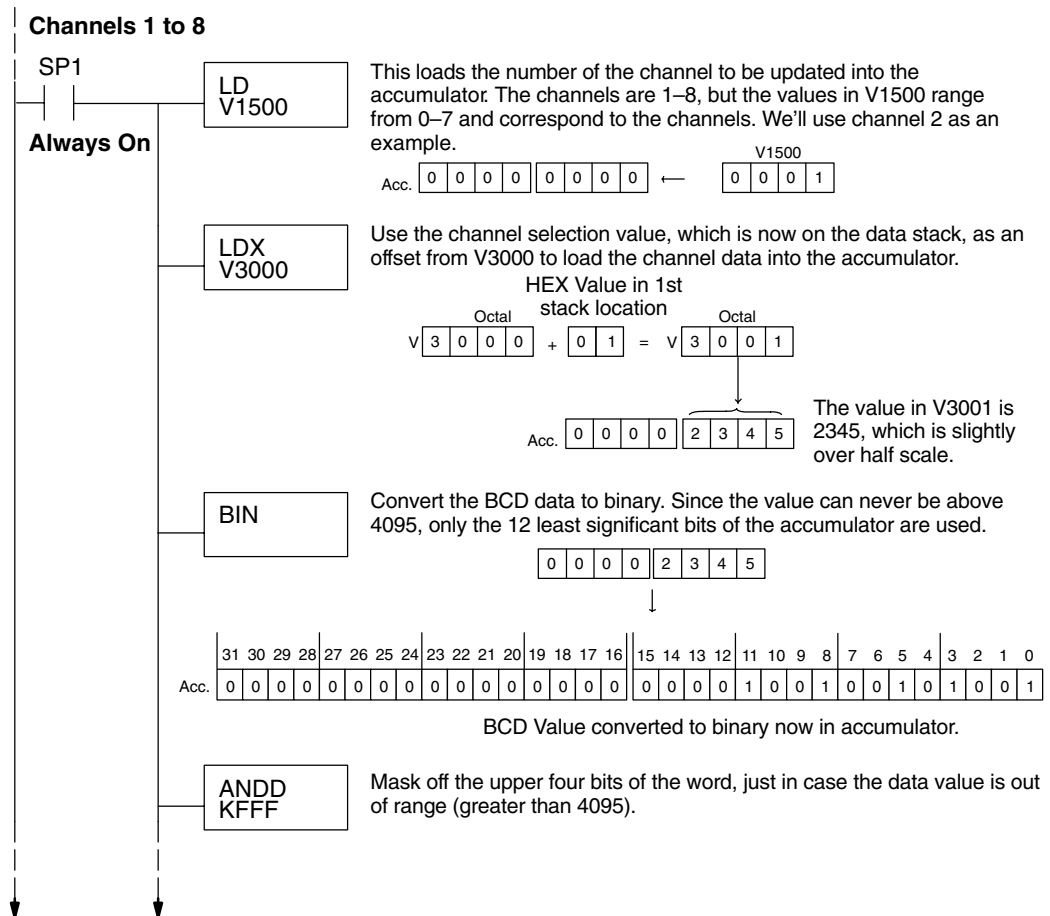 Channels 1 to 8
SP1
Always On
LD
V1500
This loads the number of the channel to be updated into the
accumulator. The channels are 1–8, but the values in V1500 range
from 0–7 and correspond to the channels. We'll use channel 2 as an
example.
V1500
Acc. 0 0 0 0 0 0 0 0 ← 0 0 0 1
LDX
V3000
Use the channel selection value, which is now on the data stack, as an
offset from V3000 to load the channel data into the accumulator.
HEX Value in 1st
stack location
Octal Octal
V 3 0 0 0 + 0 1 = V 3 0 0 1
Acc. 0 0 0 0 2 3 4 5
The value in V3001 is
2345, which is slightly
over half scale.
BIN
Convert the BCD data to binary. Since the value can never be above
4095, only the 12 least significant bits of the accumulator are used.
0 0 0 0 2 3 4 5
31 30 29 28 27 26 25 24 23 22 21 20 19 18 17 16 15 14 13 12 11 10 9 8 7 6 5 4 3 2 1 0
Acc. 0 0 0 0 0 0 0 0 0 0 0 0 0 0 0 0 0 0 0 0 1 0 0 1 0 0 1 0 1 0 0 1
BCD Value converted to binary now in accumulator.
ANDD
KFFF
Mask off the upper four bits of the word, just in case the data value is out
of range (greater than 4095).